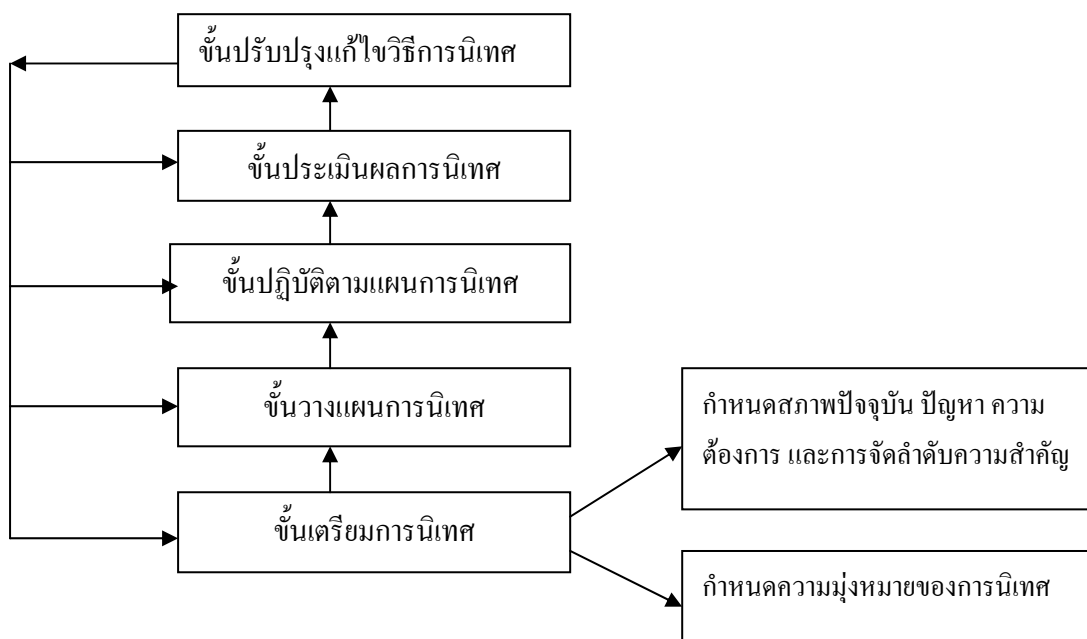 ขั้นปรับปรุงแก้ไขวิธีการนิเทศ
ขั้นประเมินผลการนิเทศ
ขั้นปฏิบัติตามแผนการนิเทศ
ขั้นวางแผนการนิเทศ
ขั้นเตรียมการนิเทศ
กำหนดสภาพปัจจุบัน ปัญหา ความ
ต้องการ และการจัดลำดับความสำคัญ
กำหนดความมุ่งหมายของการนิเทศ